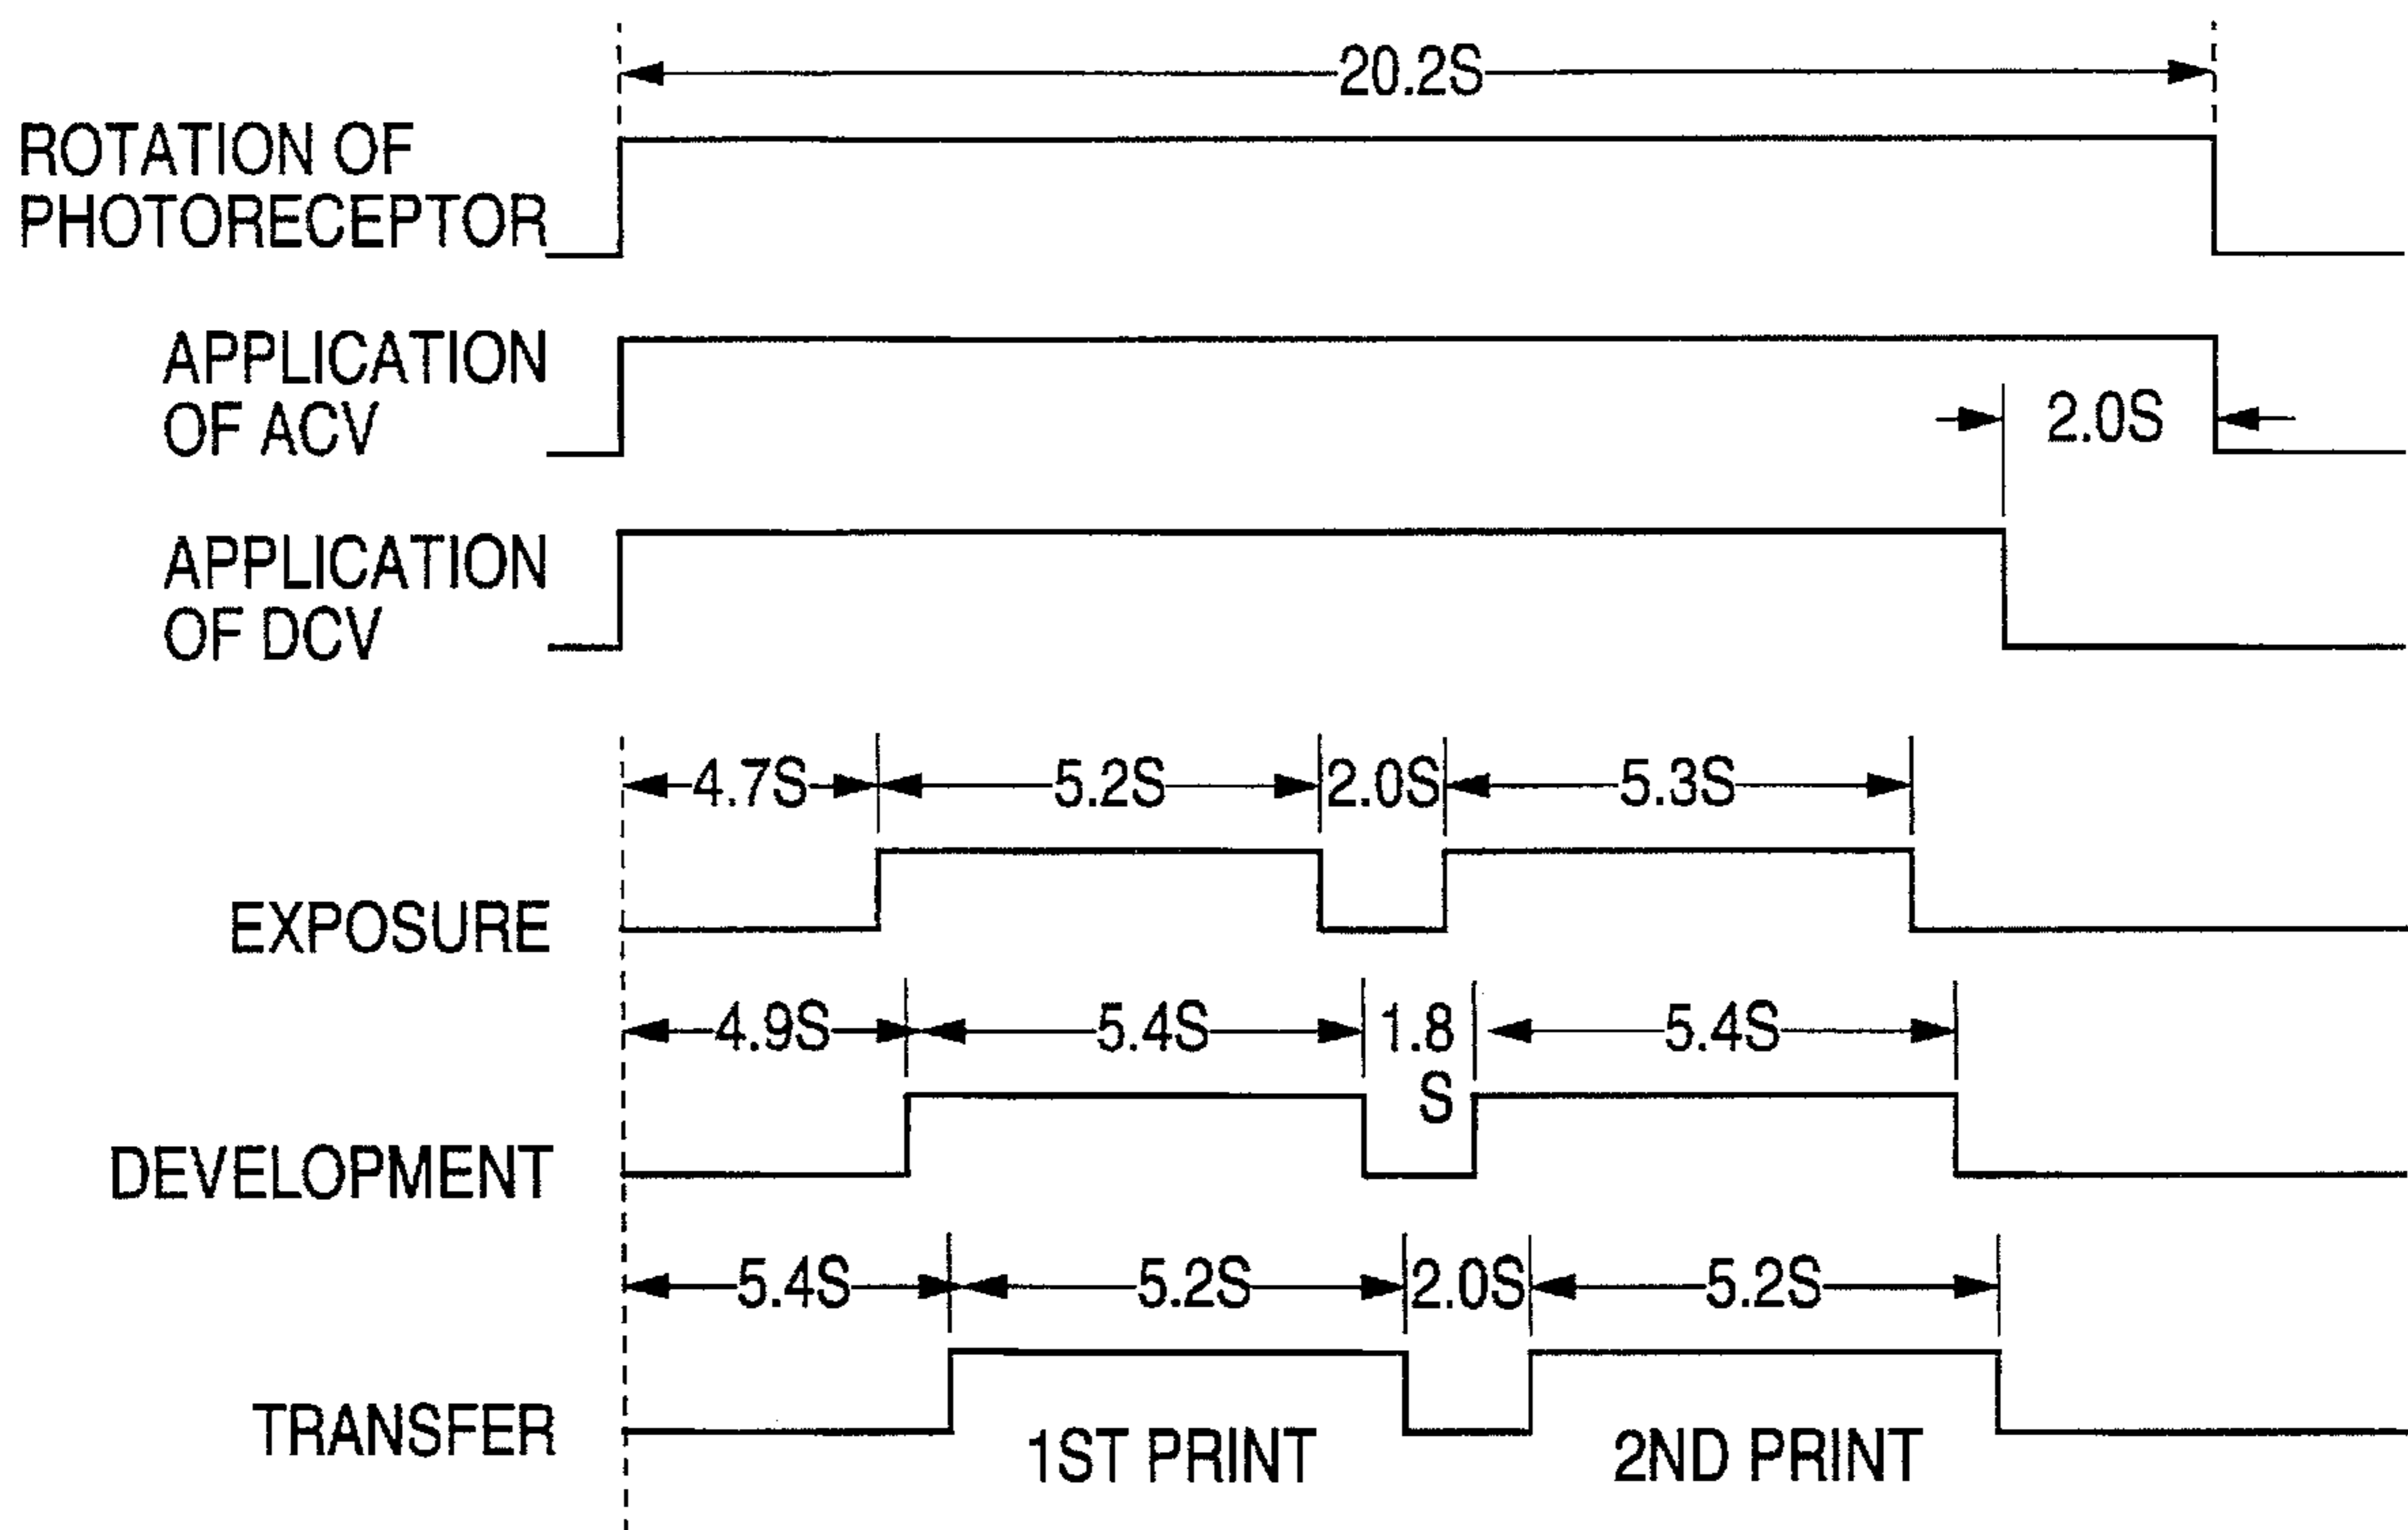 20.2S
ROTATION OF
PHOTORECEPTOR
APPLICATION
OF ACV
2.0S
APPLICATION
OF DCV
4.7S 5.2S 2.0S 5.3S
EXPOSURE
4.9S 5.4S 1.8 5.4S
S
DEVELOPMENT
5.4S 5.2S 2.0S 5.2S
TRANSFER 1ST PRINT 2ND PRINT